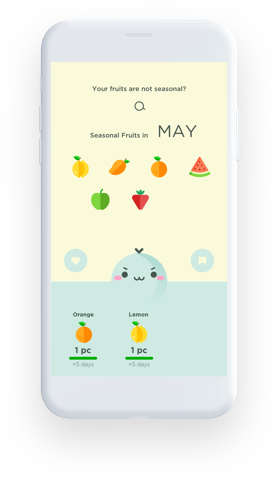 Your fruits are not seasonal?
Seasonal Fruits in MAY
Orange Lemon
1 pc 1 pc
+5 days +5 days